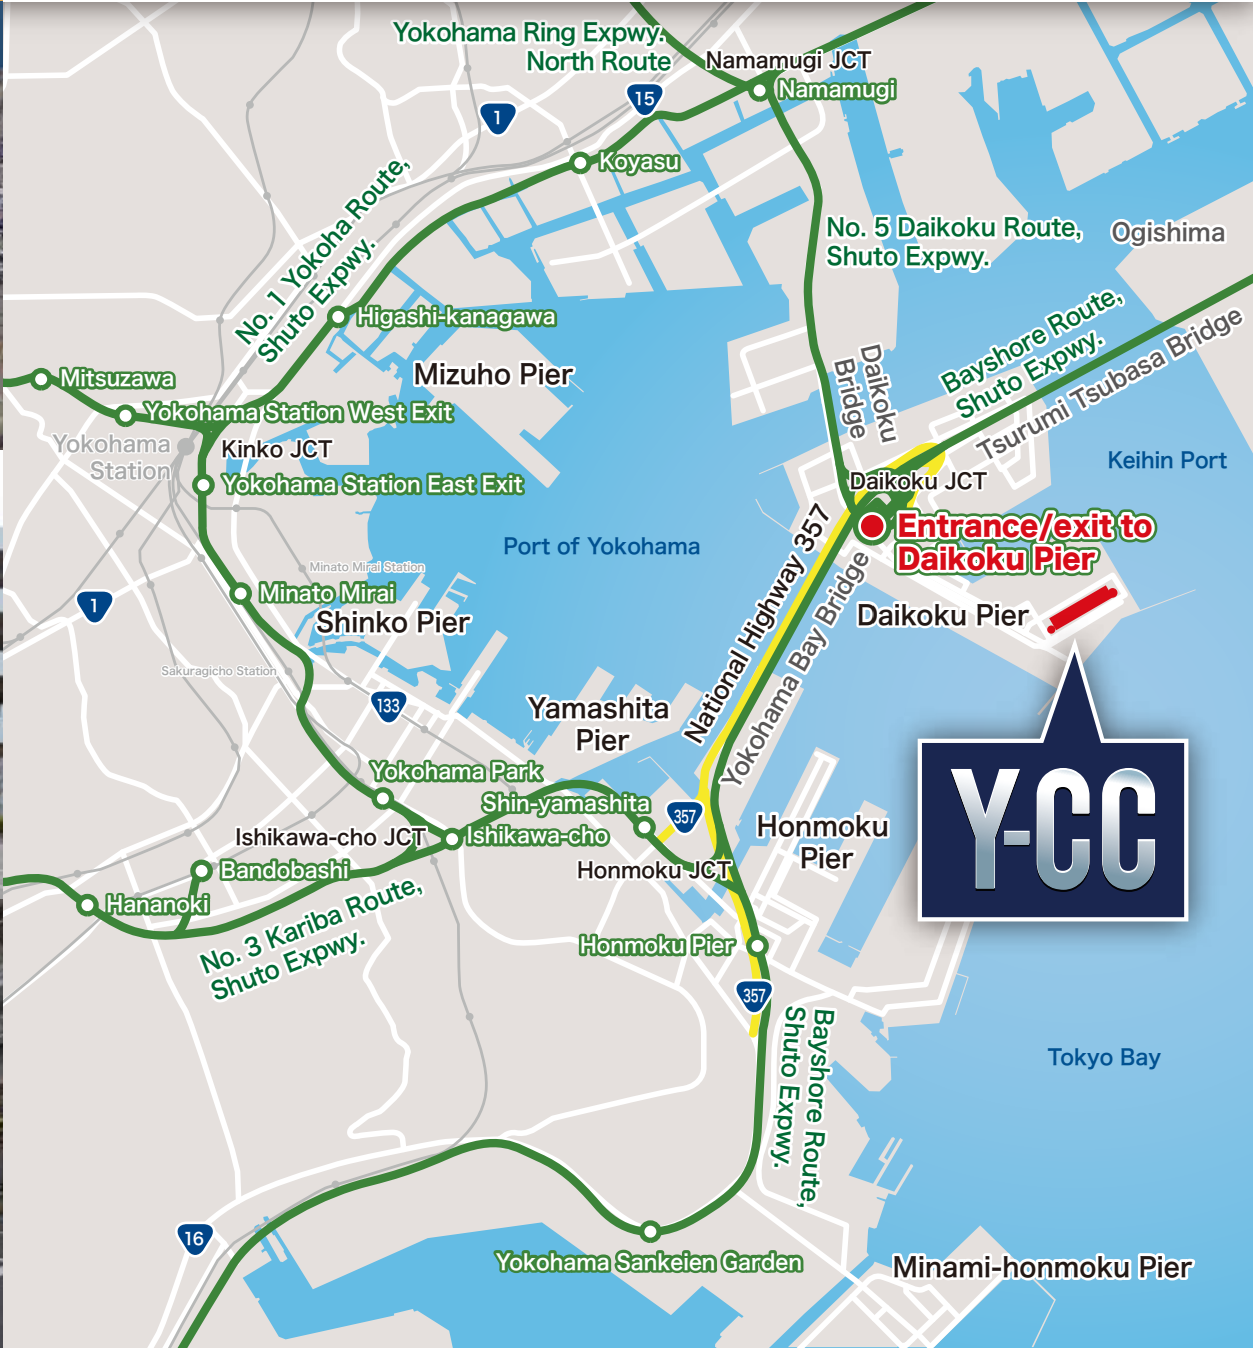 Yokohama Ring Expwy.
North Route
Namamugi JCT
Namamugi
15
1
Koyasu
No. 1 Yokoha Route,
Shuto Expwy.
No. 5 Daikoku Route,
Shuto Expwy.
Ogishima
Higashi-kanagawa
Bayshore Route,
Shuto Expwy.
Tsurumi Tsubasa Bridge
Daikoku
Bridge
Mizuho Pier
Mitsuzawa
Yokohama Station West Exit
Yokohama
Station
Kinko JCT
Keihin Port
Yokohama Station East Exit
Daikoku JCT
Entrance/exit to
Daikoku Pier
Port of Yokohama
National Highway 357
Yokohama Bay Bridge
Minato Mirai Station
Minato Mirai
1
Shinko Pier
Daikoku Pier
Sakuragicho Station
133
Yamashita
Pier
Yokohama Park
Shin-yamashita
357
Y-CC
Ishikawa-cho JCT
Ishikawa-cho
Honmoku
Pier
Bandobashi
Honmoku JCT
Hananoki
No. 3 Kariba Route,
Shuto Expwy.
Honmoku Pier
357
Bayshore Route,
Shuto Expwy.
Tokyo Bay
16
Yokohama Sankeien Garden
Minami-honmoku Pier